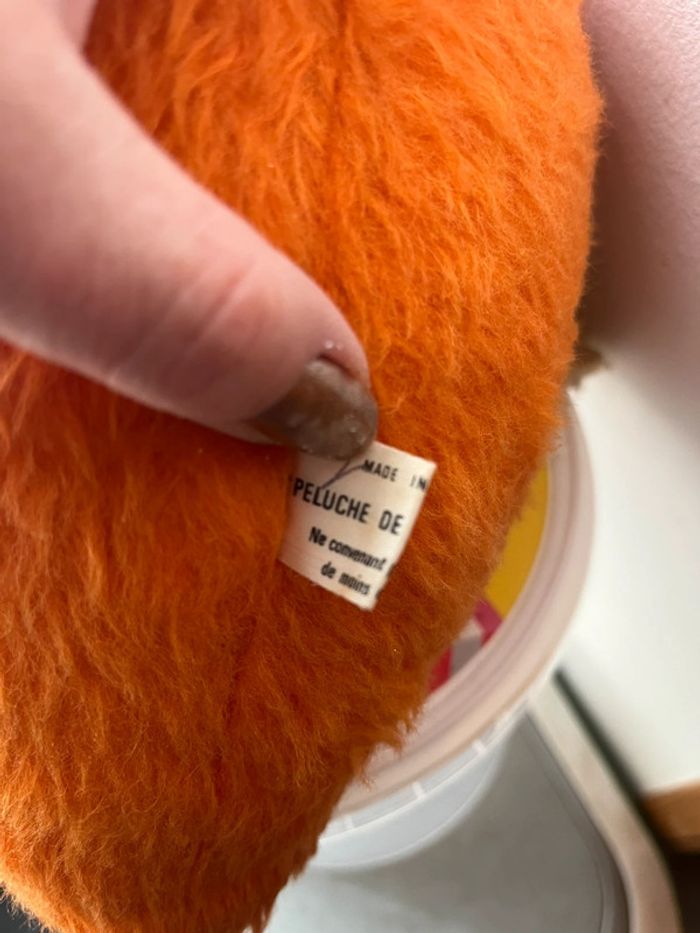 MADE IN
PELUCHE DE
Ne convenant
de moins